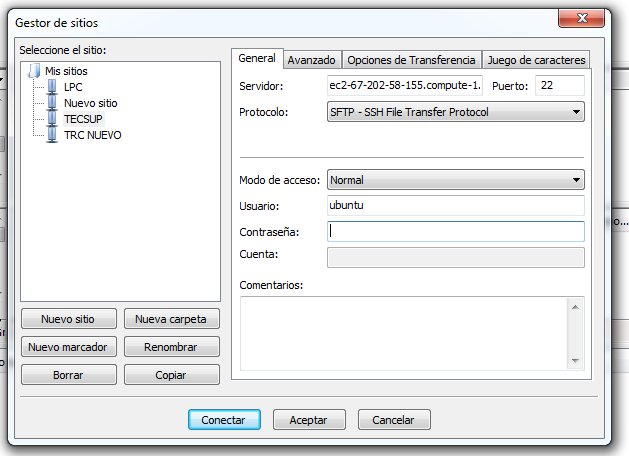 Gestor de sitios
Seleccione el sitio:
Mis sitios
LPC
Nuevo sitio
TECSUP
TRC NUEVO
Nuevo sitio Nueva carpeta
Nuevo marcador Renombrar
Borrar Copiar
General Avanzado Opciones de Transferencia Juego de caracteres
Servidor: ec2-67-202-58-155.compute-1. Puerto: 22
Protocolo: SFTP - SSH File Transfer Protocol
Modo de acceso: Normal
Usuario: ubuntu
Contraseña:
Cuenta:
Comentarios:
Conectar Aceptar Cancelar